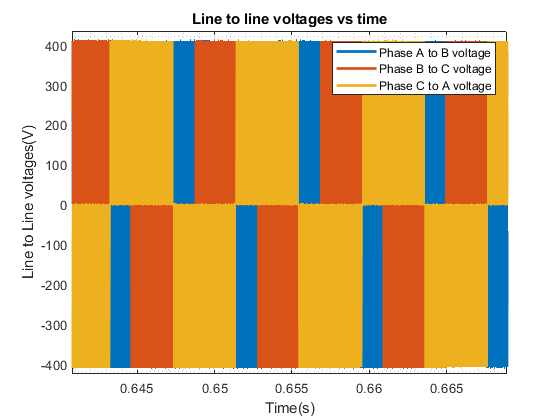 Line to line voltages vs time
Phase A to B voltage
Phase B to C voltage
Phase C to A voltage
Line to Line voltages(V)
400
300
200
100
0
-100
-200
-300
-400
0.645
0.65
0.655
0.66
0.665
Time(s)